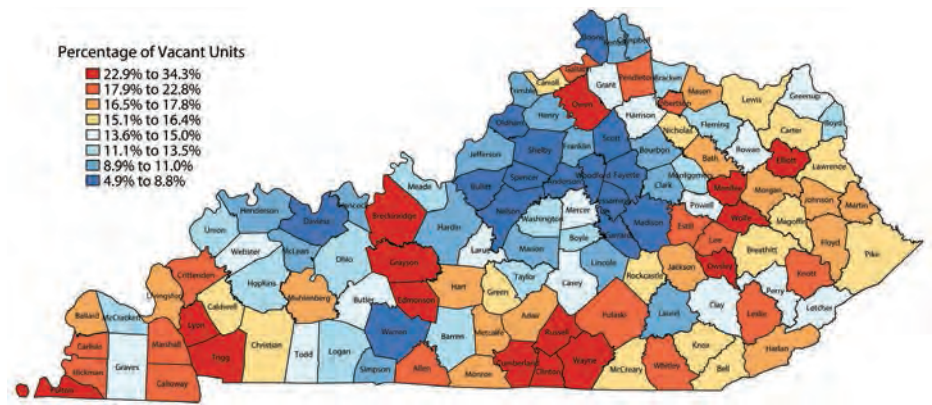 Percentage of Vacant Units
22.9% to 34.3%
17.9% to 22.8%
16.5% to 17.8%
15.1% to 16.4%
13.6% to 15.0%
11.1% to 13.5%
8.9% to 11.0%
4.9% to 8.8%
Boone
Campbell
Carroll
Grant
Pendleton
Bracken
Trimble
Owen
Robertson
Mason
Lewis
Greenup
Oldham
Henry
Harrison
Nicholas
Fleming
Carter
Boyd
Jefferson
Shelby
Franklin
Scott
Bourbon
Bath
Rowan
Elliott
Lawrence
Meade
Bullitt
Spencer
Anderson
Woodford
Fayette
Clark
Montgomery
Menifee
Morgan
Johnson
Martin
Henderson
Daviess
Breckinridge
Hardin
Nelson
Washington
Mercer
Madison
Powell
Wolfe
Magoffin
Union
Webster
McLean
Ohio
Grayson
Larue
Marion
Boyle
Garrard
Estill
Lee
Breathitt
Floyd
Pike
Crittenden
Hopkins
Muhlenberg
Butler
Edmonson
Hart
Green
Taylor
Casey
Lincoln
Rockcastle
Jackson
Owsley
Perry
Knott
Letcher
Livingston
Caldwell
Ballard
McCracken
Lyon
Christian
Todd
Logan
Warren
Barren
Metcalfe
Adair
Russell
Pulaski
Laurel
Clay
Leslie
Harlan
Carlisle
Graves
Marshall
Trigg
Simpson
Allen
Monroe
Cumberland
Clinton
Wayne
McCreary
Whitley
Knox
Bell
Hickman
Fulton
Calloway